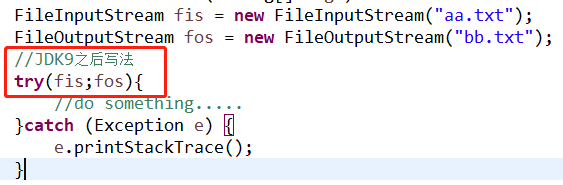 FileInputStream fis = new FileInputStream("aa.txt");
FileOutputStream fos = new FileOutputStream("bb.txt");
//JDK9之后写法
try(fis;fos){
//do something.....
}catch (Exception e) {
e.printStackTrace();
}